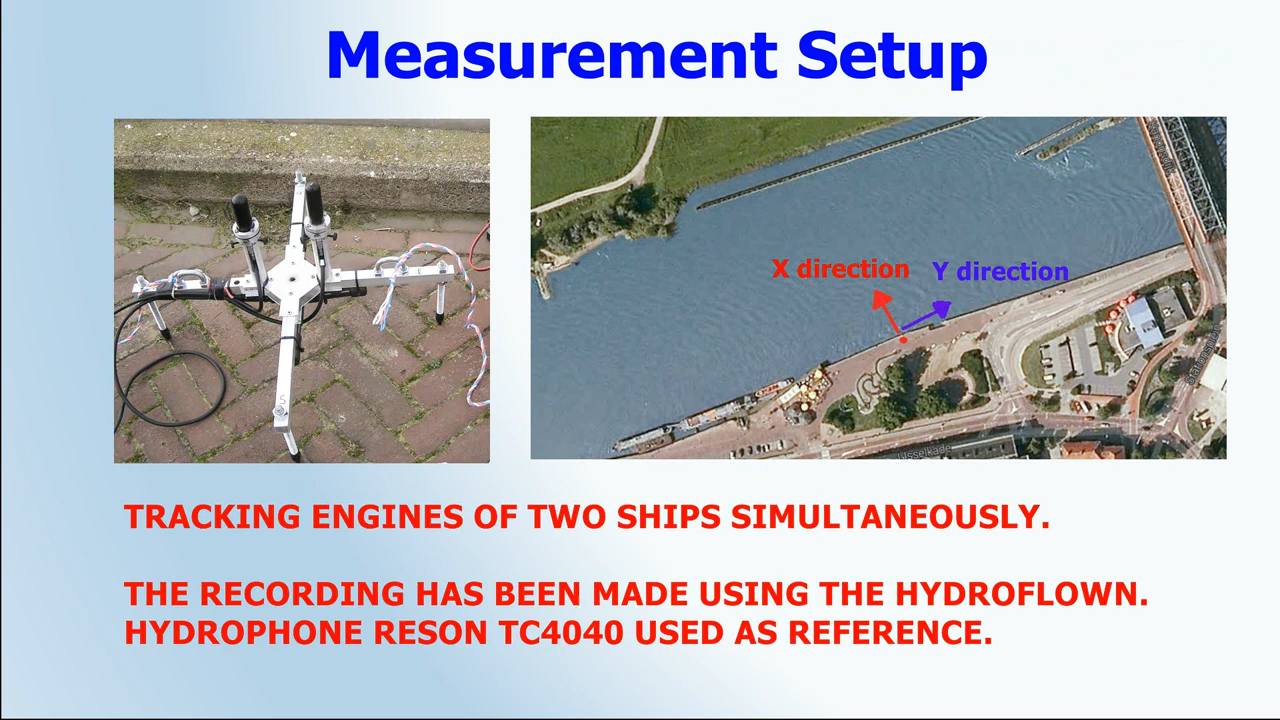 Measurement Setup
X direction
Y direction
IJsselkade
TRACKING ENGINES OF TWO SHIPS SIMULTANEOUSLY.
THE RECORDING HAS BEEN MADE USING THE HYDROFLOWN.
HYDROPHONE RESON TC4040 USED AS REFERENCE.